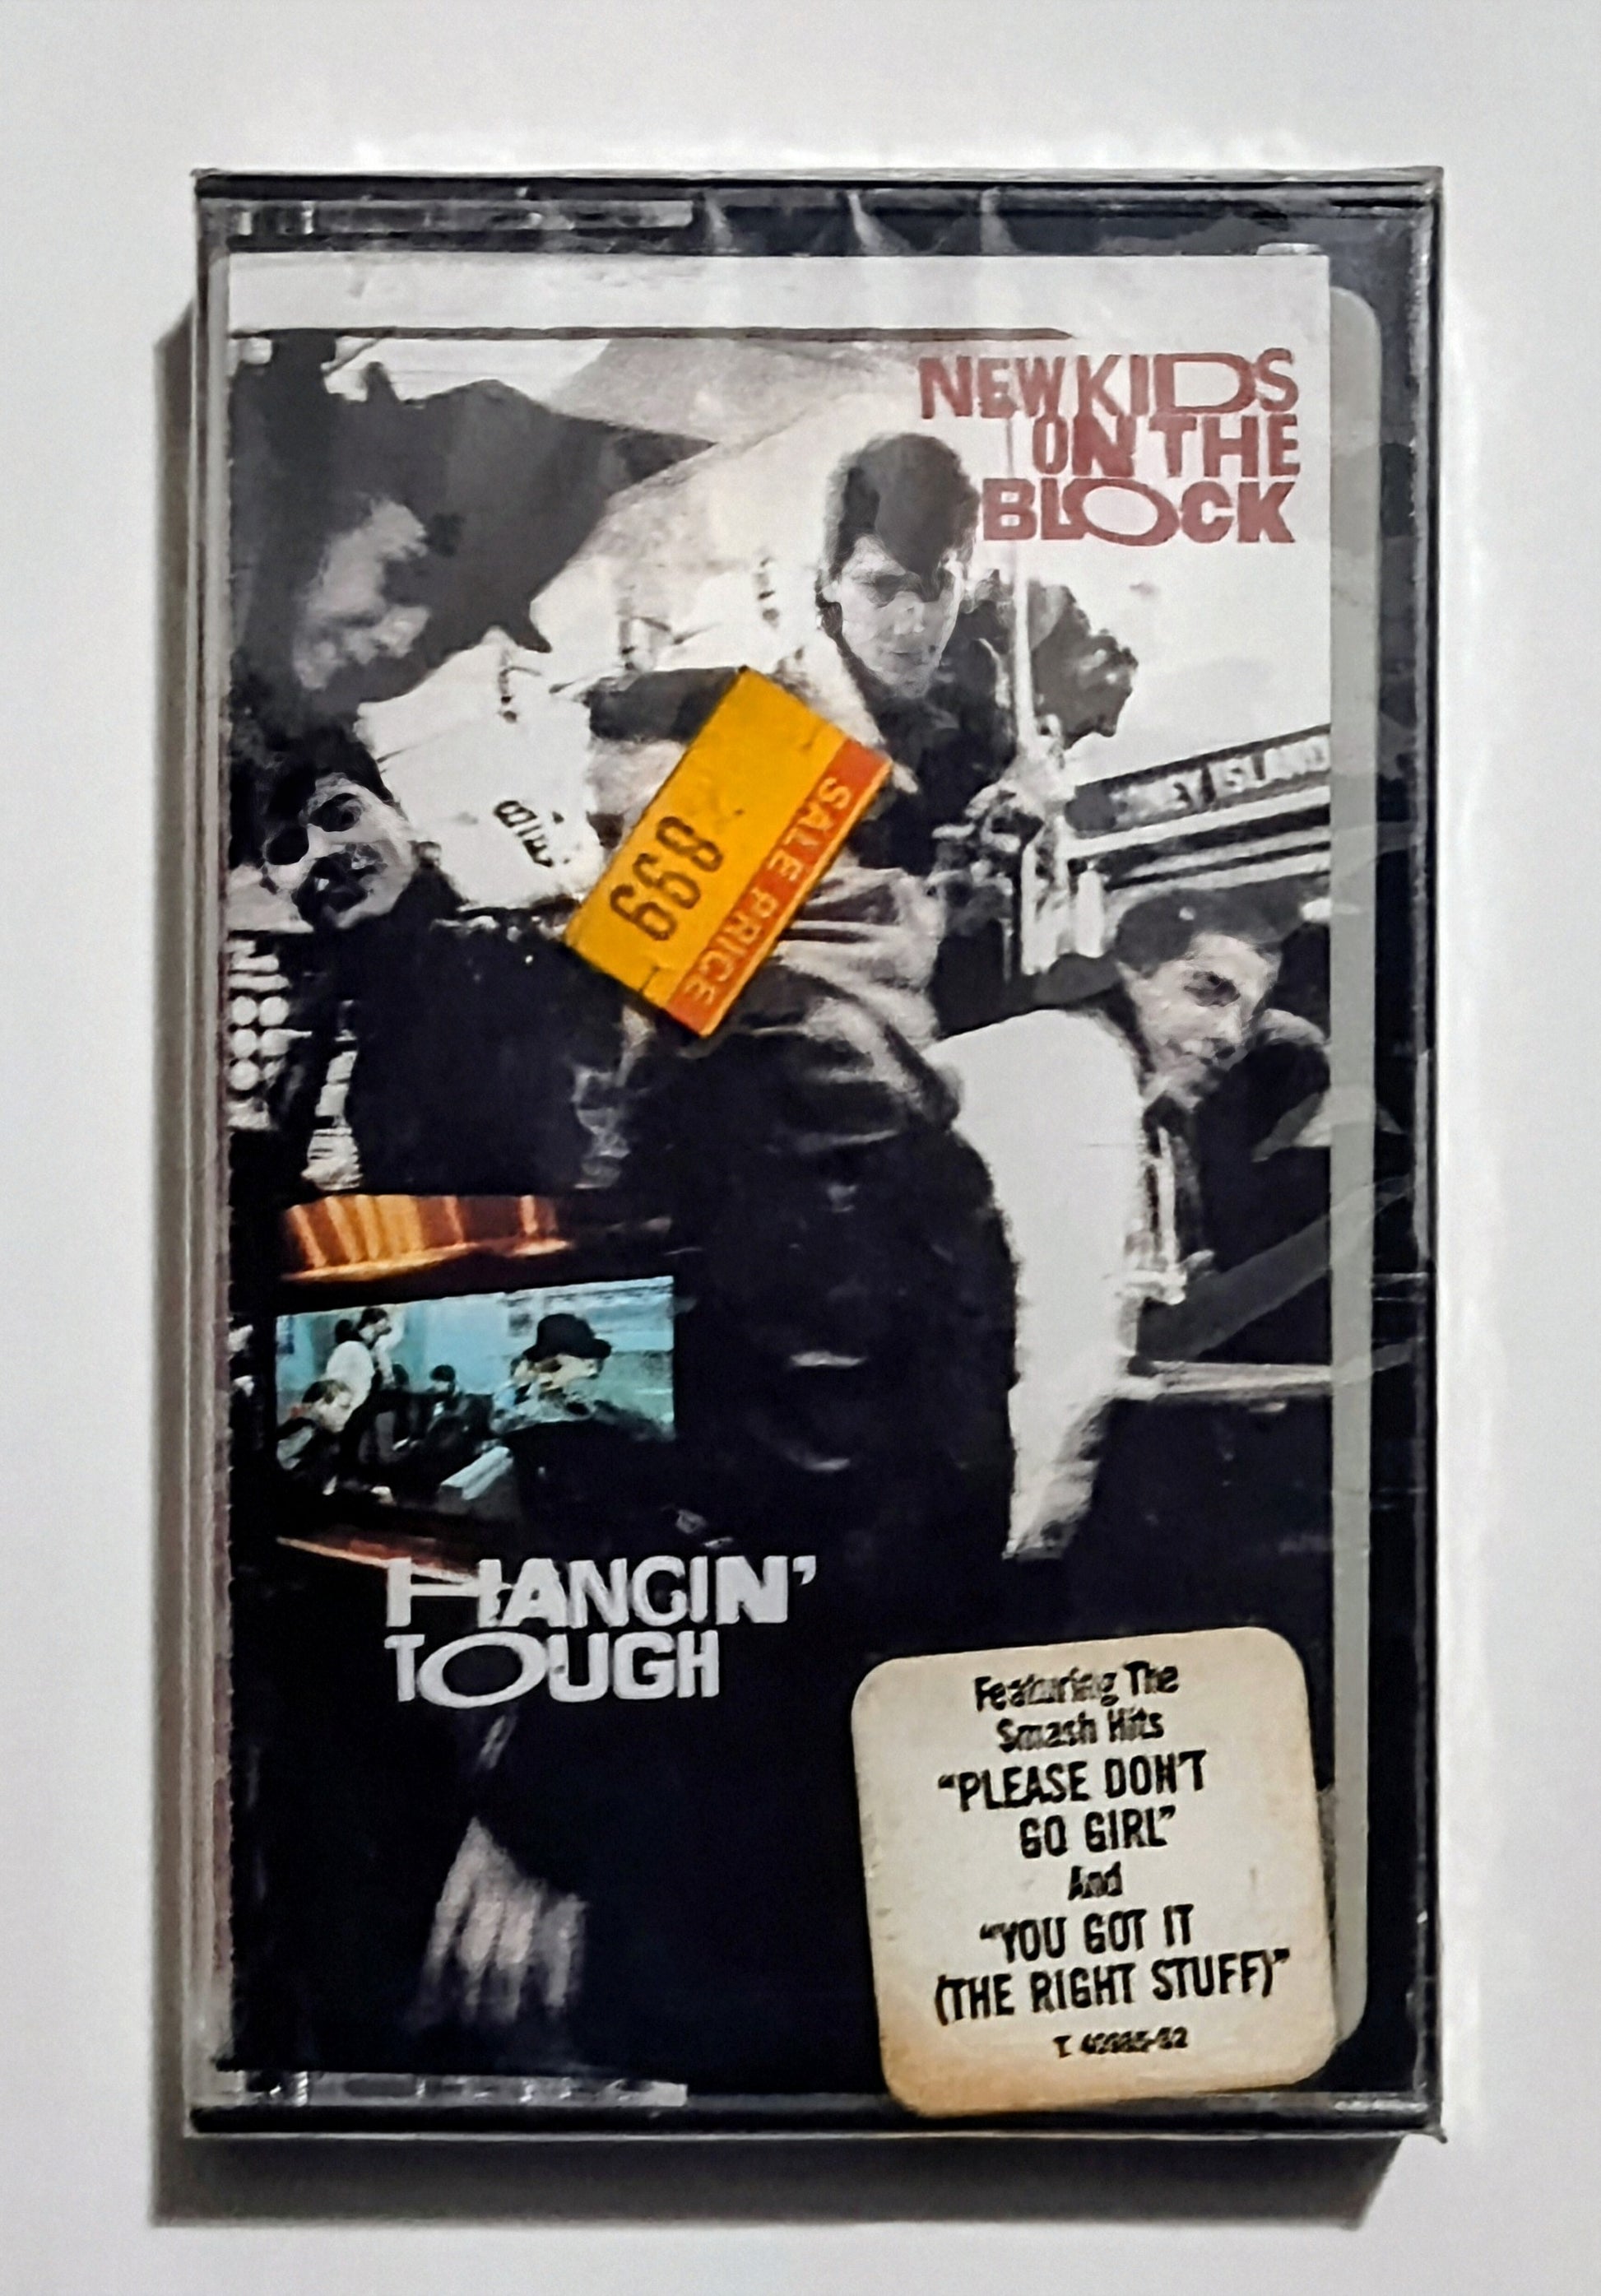 NEW KIDS
ON THE
BLOCK
CONEY ISLAND
899
SALE PRICE
HANGIN'
TOUGH
Featuring The
Smash Hits
"PLEASE DON'T
GO GIRL"
And
"YOU GOT IT
(THE RIGHT STUFF)"